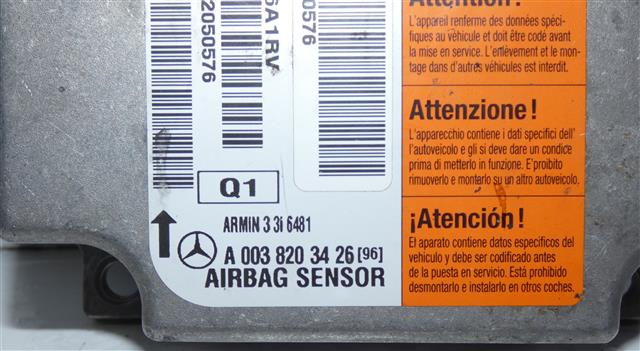 2050576
6A1RV
0576
Q1
ARMIN 3 3i 6481
A 003 820 34 26 [96]
AIRBAG SENSOR
Attention !
L'appareil renferme des données spéci-
fiques au véhicule et doit être codé avant
la mise en service. L'enlèvement et le mon-
tage dans d'autres véhicules est interdit.
Attenzione !
L'apparecchio contiene i dati specifici dell'
autoveicolo e gli si deve dare un condice
prima di metterlo in funzione. E'proibito
rimuoverlo e montarlo su un altro autoveicolo.
¡Atención!
El aparato contiene datos especificos del
vehículo y debe ser codificado antes
de la puesta en servicio. Está prohibido
desmontarlo e instalarlo en otros coches.